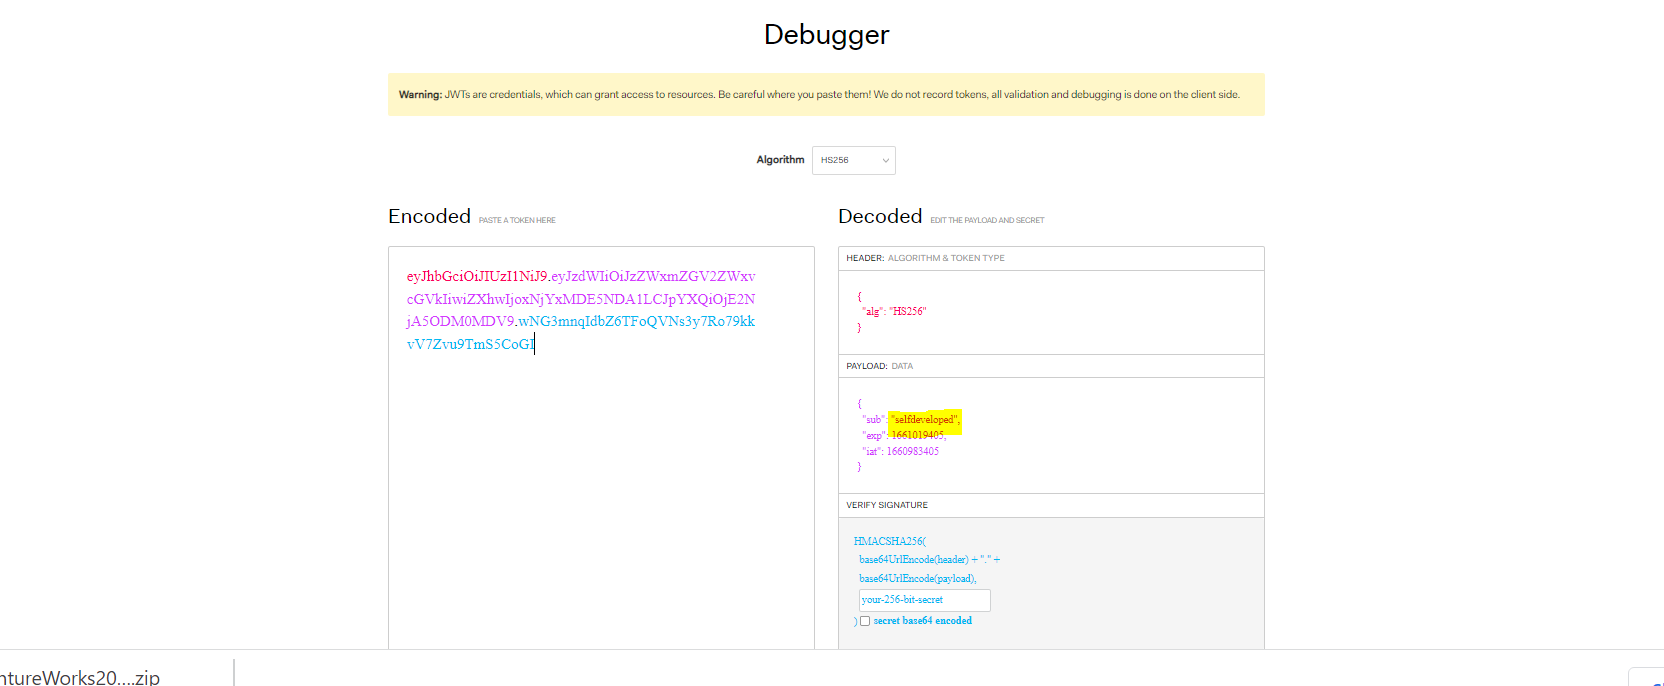 Debugger
Warning: JWTs are credentials, which can grant access to resources. Be careful where you paste them! We do not record tokens, all validation and debugging is done on the client side.
Algorithm HS256
Encoded PASTE A TOKEN HERE
eyJhbGciOiJIUzI1NiJ9.eyJzdWIiOiJzZWxmZGV2ZWxv
cGVkIiwiZXhwIjoxNjYxMDE5NDA1LCJpYXQiOjE2N
jA5ODM0MDV9.wNG3mnqIdbZ6TFoQVNs3y7Ro79kk
vV7Zvu9TmS5CoGI
Decoded EDIT THE PAYLOAD AND SECRET
HEADER: ALGORITHM & TOKEN TYPE
{
"alg": "HS256"
}
PAYLOAD: DATA
{
"sub": "selfdeveloped",
"exp": 1661019405,
"iat": 1660983405
}
VERIFY SIGNATURE
HMACSHA256(
base64UrlEncode(header) + "." +
base64UrlEncode(payload),
your-256-bit-secret
) secret base64 encoded
ntureWorks20....zip